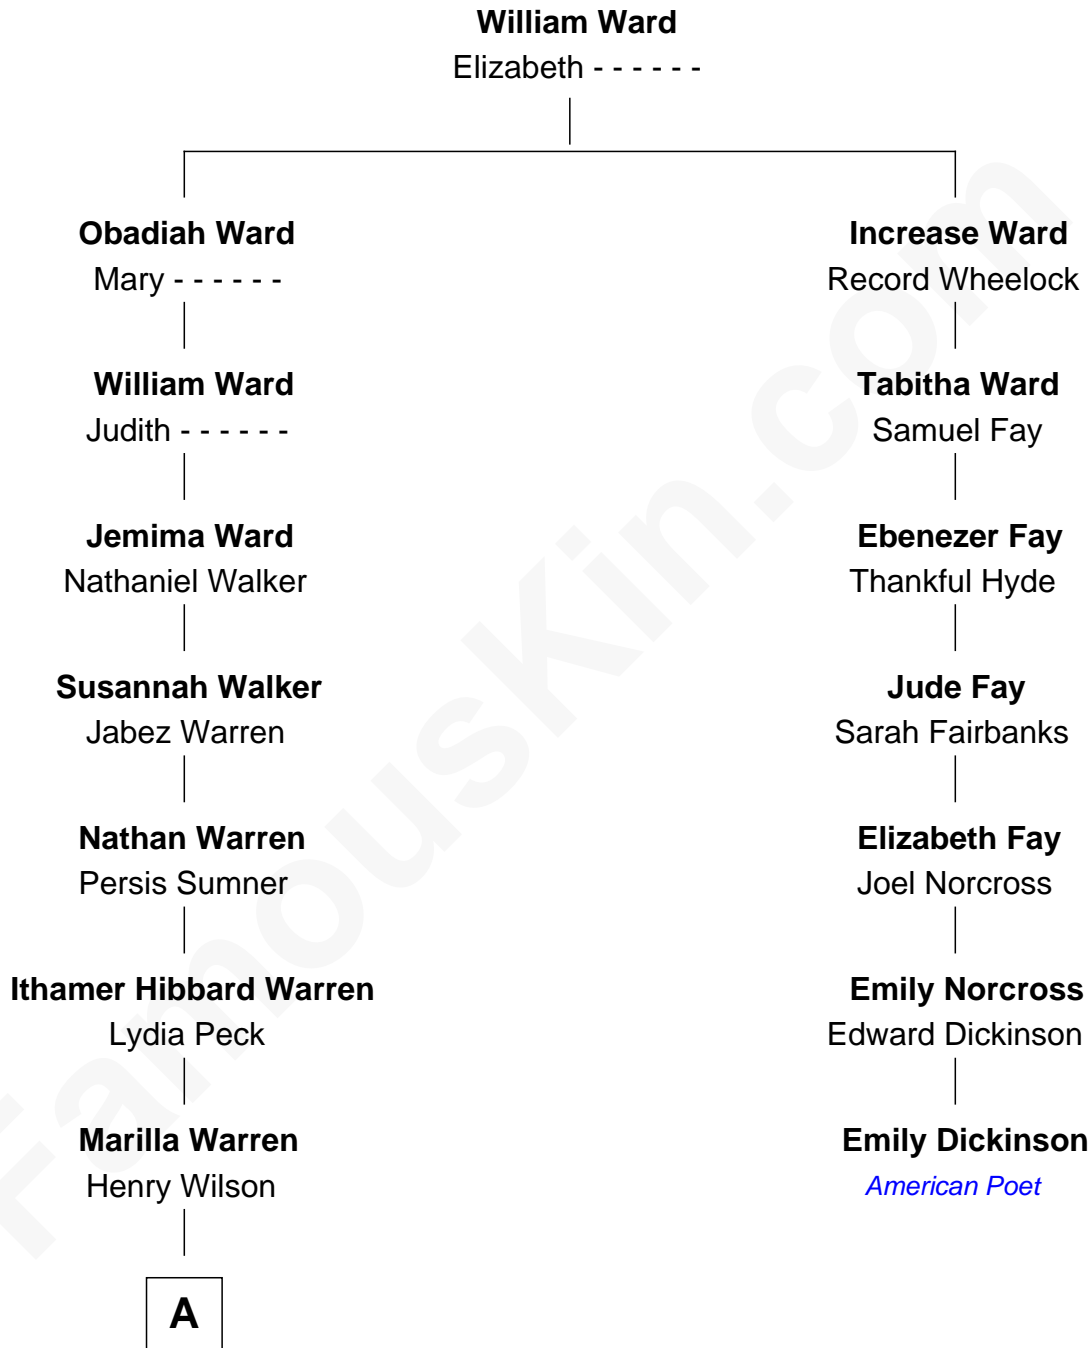 William Ward
Elizabeth - - - - - -
Obadiah Ward
Mary - - - - - -
Increase Ward
Record Wheelock
William Ward
Judith - - - - - -
Tabitha Ward
Samuel Fay
Jemima Ward
Nathaniel Walker
Ebenezer Fay
Thankful Hyde
Susannah Walker
Jabez Warren
Jude Fay
Sarah Fairbanks
Nathan Warren
Persis Sumner
Elizabeth Fay
Joel Norcross
Ithamer Hibbard Warren
Lydia Peck
Emily Norcross
Edward Dickinson
Marilla Warren
Henry Wilson
Emily Dickinson
American Poet
A
FamousKin.com